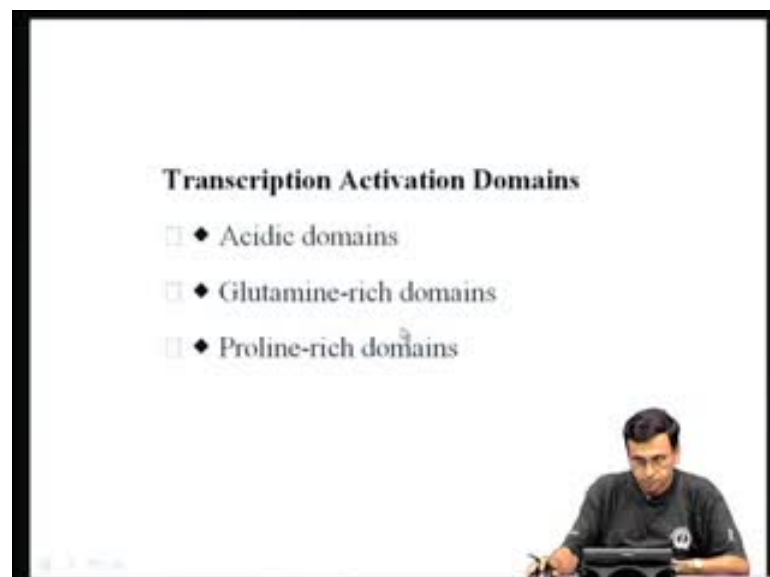 Transcription Activation Domains
◆ Acidic domains
◆ Glutamine-rich domains
◆ Proline-rich domains